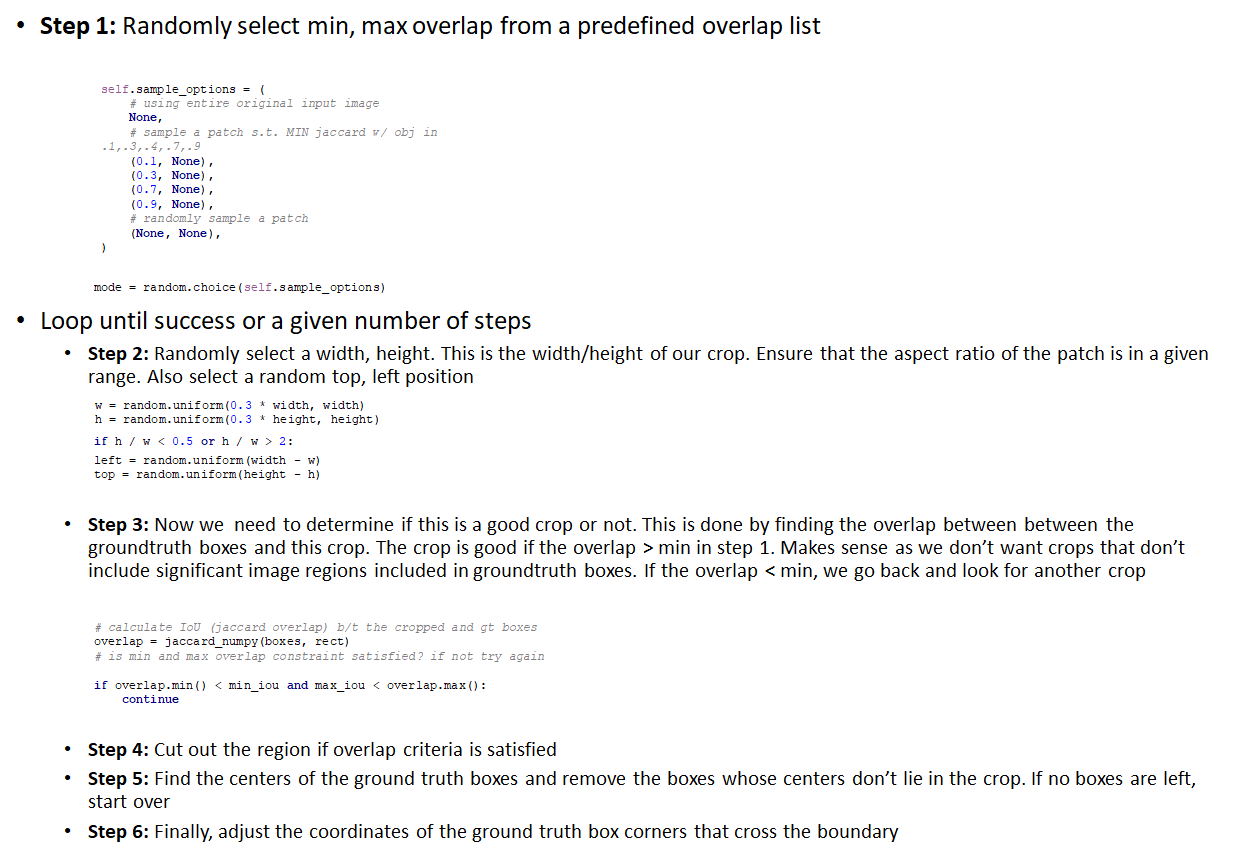 • Step 1: Randomly select min, max overlap from a predefined overlap list
self.sample_options = (
# using entire original input image
None,
# sample a patch s.t. MIN jaccard w/ obj in
.1,.3,.4,.7,.9
(0.1, None),
(0.3, None),
(0.7, None),
(0.9, None),
# randomly sample a patch
(None, None),
)
mode = random.choice(self.sample_options)
• Loop until success or a given number of steps
• Step 2: Randomly select a width, height. This is the width/height of our crop. Ensure that the aspect ratio of the patch is in a given
range. Also select a random top, left position
w = random.uniform(0.3 * width, width)
h = random.uniform(0.3 * height, height)
if h / w < 0.5 or h / w > 2:
left = random.uniform(width - w)
top = random.uniform(height - h)
• Step 3: Now we need to determine if this is a good crop or not. This is done by finding the overlap between between the
groundtruth boxes and this crop. The crop is good if the overlap > min in step 1. Makes sense as we don’t want crops that don’t
include significant image regions included in groundtruth boxes. If the overlap < min, we go back and look for another crop
# calculate IoU (jaccard overlap) b/t the cropped and gt boxes
overlap = jaccard_numpy(boxes, rect)
# is min and max overlap constraint satisfied? if not try again
if overlap.min() < min_iou and max_iou < overlap.max():
continue
• Step 4: Cut out the region if overlap criteria is satisfied
• Step 5: Find the centers of the ground truth boxes and remove the boxes whose centers don’t lie in the crop. If no boxes are left,
start over
• Step 6: Finally, adjust the coordinates of the ground truth box corners that cross the boundary